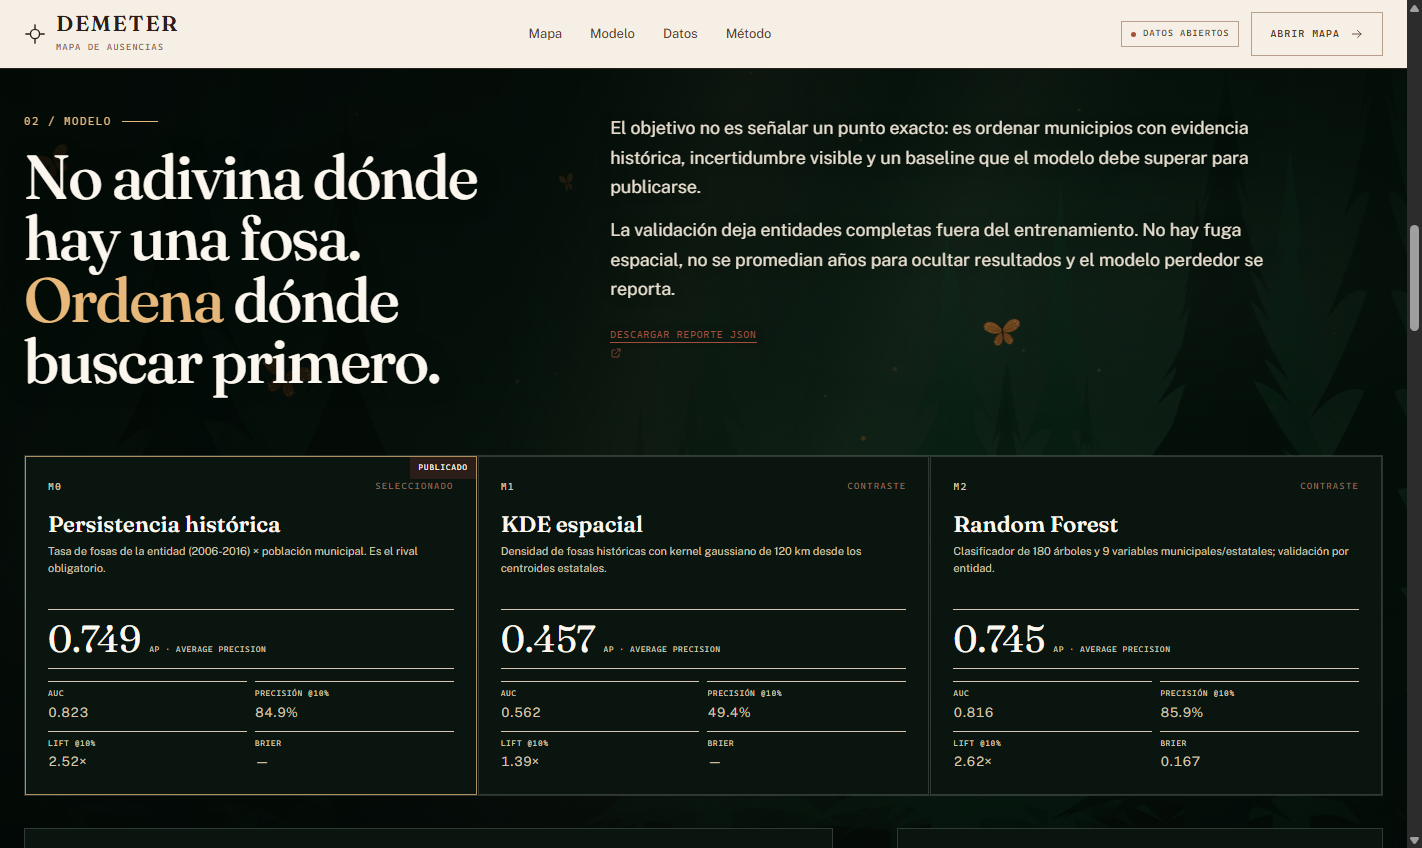 DEMETER
MAPA DE AUSENCIAS
Mapa
Modelo
Datos
Método
DATOS ABIERTOS
ABRIR MAPA
02 / MODELO
No adivina dónde
hay una fosa.
Ordena dónde
buscar primero.
El objetivo no es señalar un punto exacto: es ordenar municipios con evidencia
histórica, incertidumbre visible y un baseline que el modelo debe superar para
publicarse.
La validación deja entidades completas fuera del entrenamiento. No hay fuga
espacial, no se promedian años para ocultar resultados y el modelo perdedor se
reporta.
DESCARGAR REPORTE JSON
PUBLICADO
M0
SELECCIONADO
Persistencia histórica
Tasa de fosas de la entidad (2006-2016) × población municipal. Es el rival
obligatorio.
0.749 AP · AVERAGE PRECISION
AUC
0.823
PRECISIÓN @10%
84.9%
LIFT @10%
2.52×
BRIER
—
M1
CONTRASTE
KDE espacial
Densidad de fosas históricas con kernel gaussiano de 120 km desde los
centroides estatales.
0.457 AP · AVERAGE PRECISION
AUC
0.562
PRECISIÓN @10%
49.4%
LIFT @10%
1.39×
BRIER
—
M2
CONTRASTE
Random Forest
Clasificador de 180 árboles y 9 variables municipales/estatales; validación por
entidad.
0.745 AP · AVERAGE PRECISION
AUC
0.816
PRECISIÓN @10%
85.9%
LIFT @10%
2.62×
BRIER
0.167